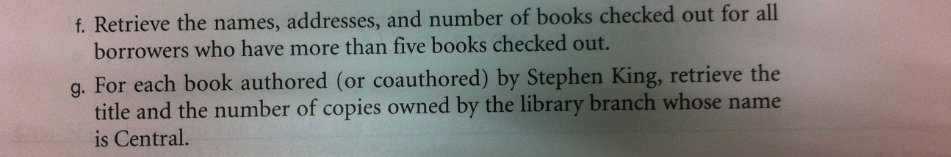 f. Retrieve the names, addresses, and number of books checked out for all
borrowers who have more than five books checked out.
g. For each book authored (or coauthored) by Stephen King, retrieve the
title and the number of copies owned by the library branch whose name
is Central.